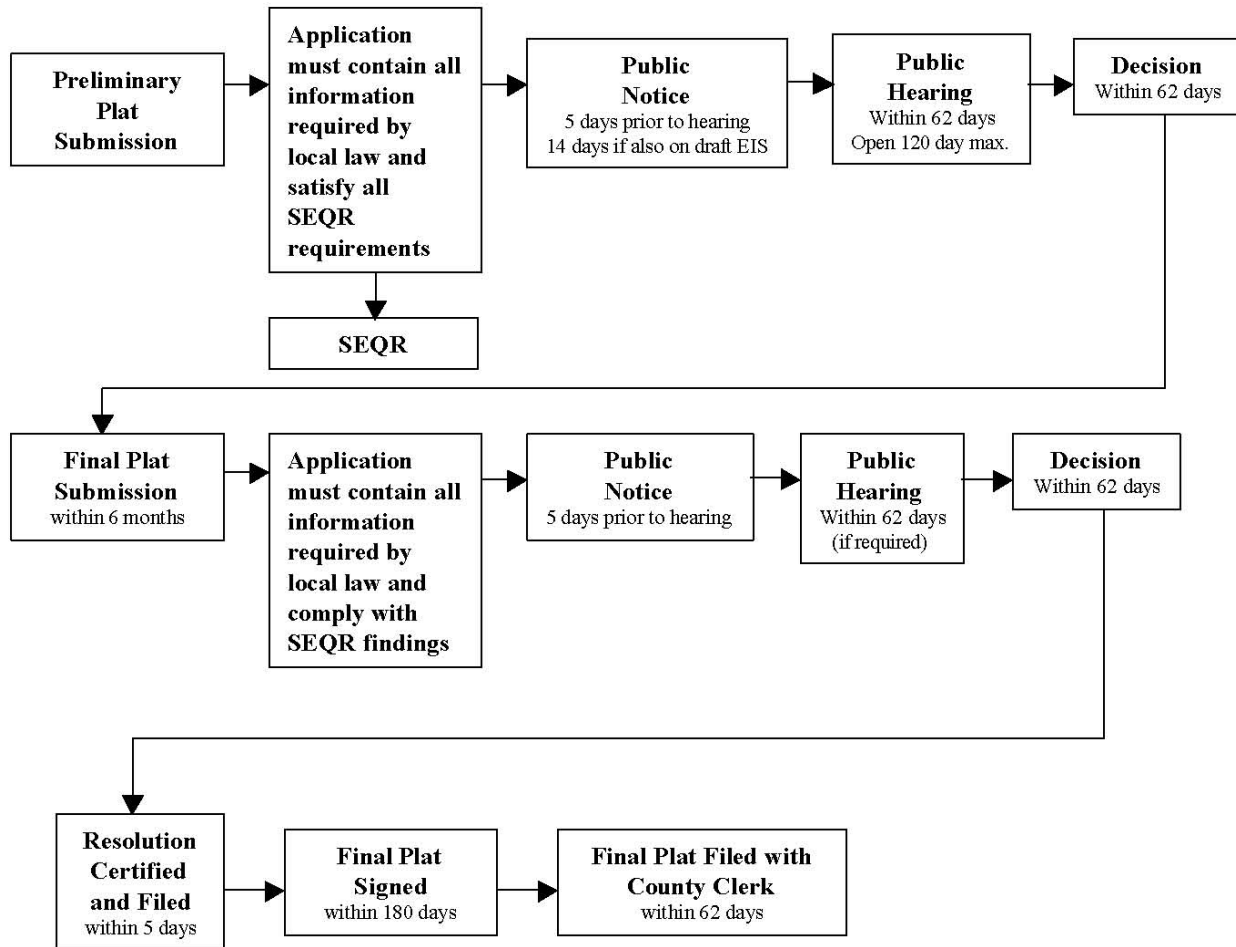 Preliminary
Plat
Submission
Application
must contain all
information
required by
local law and
satisfy all
SEQR
requirements
Public
Notice
5 days prior to hearing
14 days if also on draft EIS
Public
Hearing
Within 62 days
Open 120 day max.
Decision
Within 62 days
SEQR
Final Plat
Submission
within 6 months
Application
must contain all
information
required by
local law and
comply with
SEQR findings
Public
Notice
5 days prior to hearing
Public
Hearing
Within 62 days
(if required)
Decision
Within 62 days
Resolution
Certified
and Filed
within 5 days
Final Plat
Signed
within 180 days
Final Plat Filed with
County Clerk
within 62 days